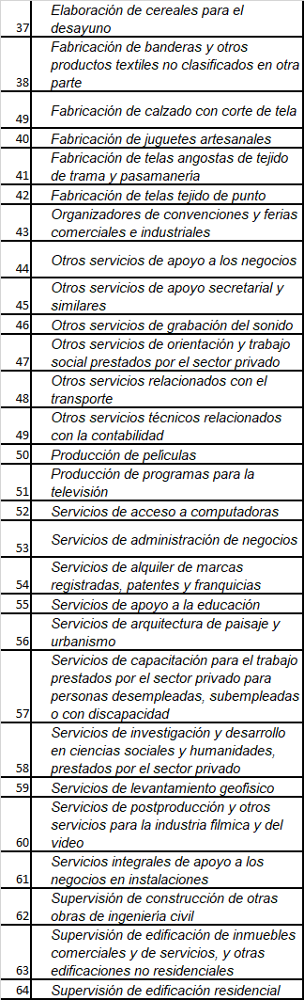 Elaboración de cereales para el
37 desayuno
Fabricación de banderas y otros
productos textiles no clasificados en otra
38 parte
49 Fabricación de calzado con corte de tela
40 Fabricación de juguetes artesanales
Fabricación de telas angostas de tejido
41 de trama y pasamanería
42 Fabricación de telas tejido de punto
Organizadores de convenciones y ferias
43 comerciales e industriales
44 Otros servicios de apoyo a los negocios
Otros servicios de apoyo secretarial y
45 similares
46 Otros servicios de grabación del sonido
Otros servicios de orientación y trabajo
47 social prestados por el sector privado
Otros servicios relacionados con el
48 transporte
Otros servicios técnicos relacionados
49 con la contabilidad
50 Producción de películas
Producción de programas para la
51 televisión
52 Servicios de acceso a computadoras
53 Servicios de administración de negocios
Servicios de alquiler de marcas
54 registradas, patentes y franquicias
55 Servicios de apoyo a la educación
Servicios de arquitectura de paisaje y
56 urbanismo
Servicios de capacitación para el trabajo
prestados por el sector privado para
personas desempleadas, subempleadas
57 o con discapacidad
Servicios de investigación y desarrollo
en ciencias sociales y humanidades,
58 prestados por el sector privado
59 Servicios de levantamiento geofísico
Servicios de postproducción y otros
servicios para la industria fílmica y del
60 video
Servicios integrales de apoyo a los
61 negocios en instalaciones
Supervisión de construcción de otras
62 obras de ingeniería civil
Supervisión de edificación de inmuebles
comerciales y de servicios, y otras
63 edificaciones no residenciales
64 Supervisión de edificación residencial